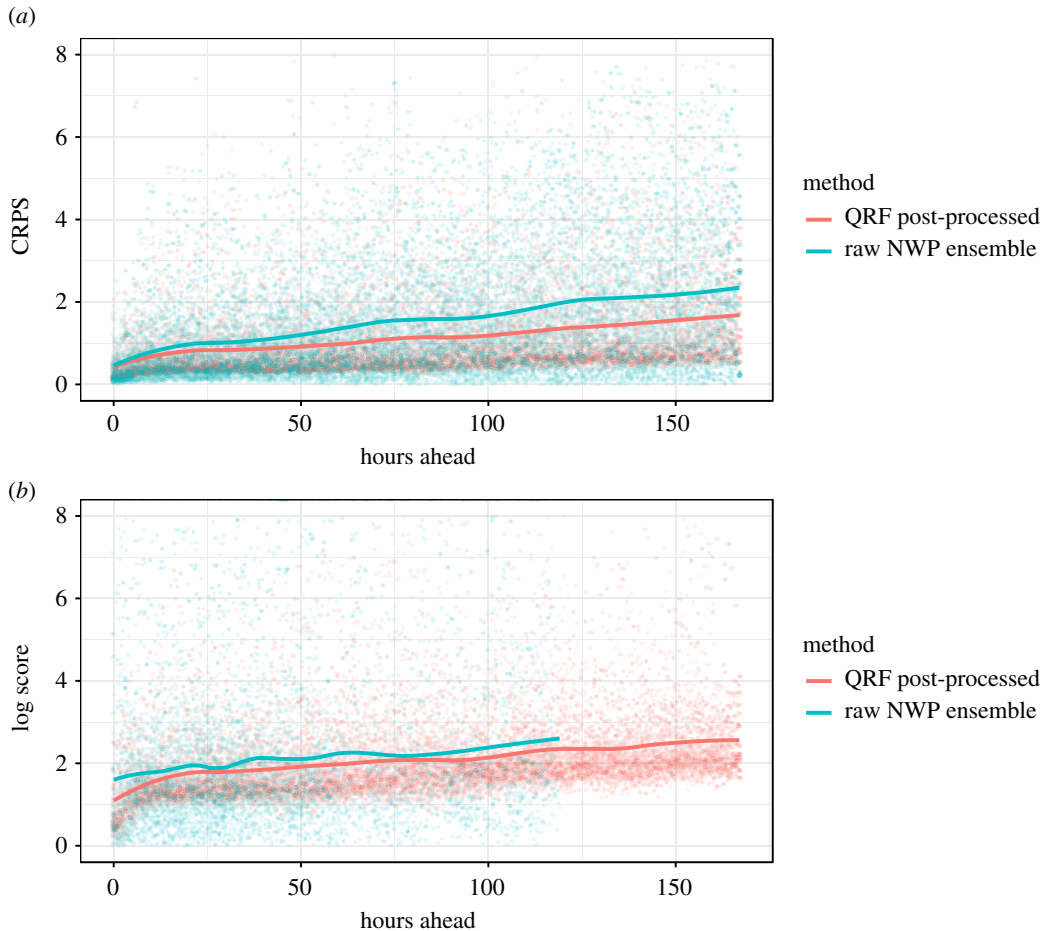 (a)
8
6
4
2
0
CRPS
0 50 100 150
hours ahead
method
QRF post-processed
raw NWP ensemble
(b)
8
6
4
2
0
log score
0 50 100 150
hours ahead
method
QRF post-processed
raw NWP ensemble